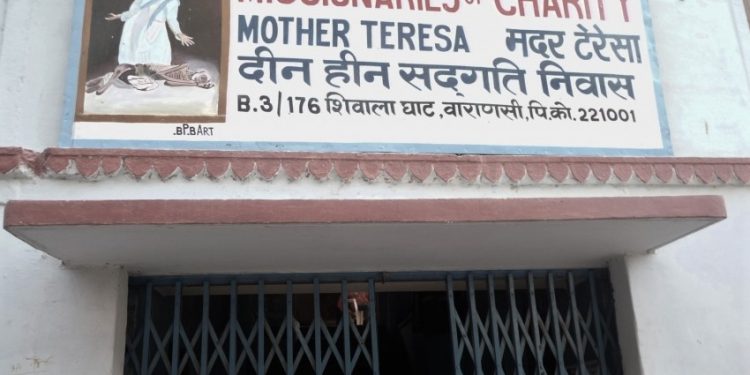 MISSIONARIES OF CHARITY
MOTHER TERESA मदर टेरेसा
दीन हीन सद्‌गति निवास
B.3/176 शिवाला घाट, वाराणसी, पि.को. 221001
.BP.BART